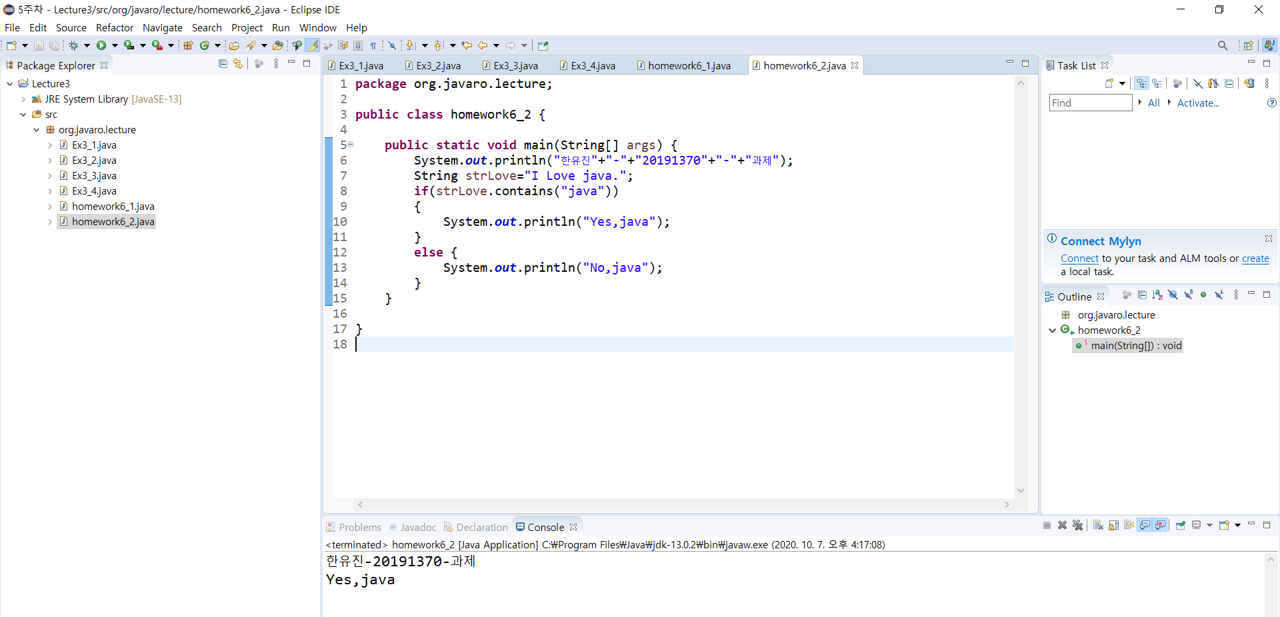 5주차 - Lecture3/src/org/javaro/lecture/homework6_2.java - Eclipse IDE
File Edit Source Refactor Navigate Search Project Run Window Help
Package Explorer
Lecture3
JRE System Library [JavaSE-13]
src
org.javaro.lecture
Ex3_1.java
Ex3_2.java
Ex3_3.java
Ex3_4.java
homework6_1.java
homework6_2.java
Ex3_1.java Ex3_2.java Ex3_3.java Ex3_4.java homework6_1.java homework6_2.java
1 package org.javaro.lecture;
2
3 public class homework6_2 {
4
5 public static void main(String[] args) {
6 System.out.println("한유진"+"-"+"20191370"+"-"+"과제");
7 String strLove="I Love java.";
8 if(strLove.contains("java"))
9 {
10 System.out.println("Yes,java");
11 }
12 else {
13 System.out.println("No,java");
14 }
15 }
16
17 }
18
Task List
Find All Activate...
Connect Mylyn
Connect to your task and ALM tools or create
a local task.
Outline
org.javaro.lecture
homework6_2
main(String[]) : void
Problems Javadoc Declaration Console
<terminated> homework6_2 [Java Application] C:₩Program Files₩Java₩jdk-13.0.2₩bin₩javaw.exe (2020. 10. 7. 오후 4:17:08)
한유진-20191370-과제
Yes,java